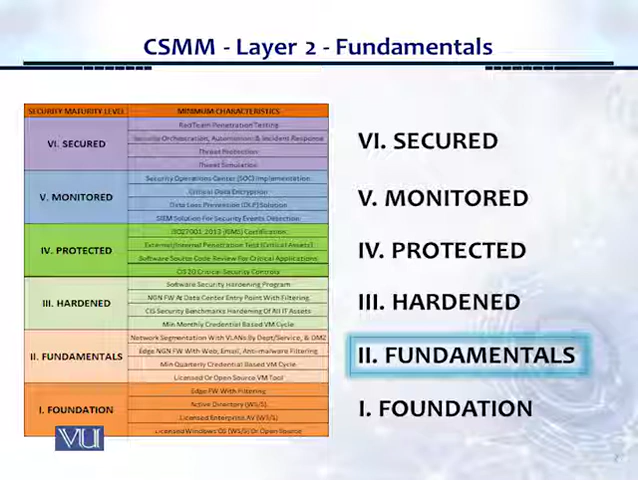 CSMM - Layer 2 - Fundamentals
SECURITY MATURITY LEVEL
MINIMUM CHARACTERISTICS
VI. SECURED
Red Team Penetration Testing
Security Orchestration, Automation & Incident Response
Threat Protection
Threat Simulation
V. MONITORED
Security Operations Center (SOC) Implementation
Critical Data Encryption
Data Loss Prevention (DLP) Solution
SIEM Solution For Security Events Detection
IV. PROTECTED
ISO27001:2013 (ISMS) Certification
External/Internal Penetration Test (Critical Assets)
Software Source Code Review For Critical Applications
CIS 20 Critical Security Controls
III. HARDENED
Software Security Hardening Program
NGN FW At Data Center Entry Point With Filtering
CIS Security Benchmarks Hardening Of All IT Assets
Min Monthly Credential Based VM Cycle
II. FUNDAMENTALS
Network Segmentation With VLANs By Dept/Service, & DMZ
Edge NGN FW With Web, Email, Anti-malware Filtering
Min Quarterly Credential Based VM Cycle
Licensed Or Open Source VM Tool
I. FOUNDATION
Edge FW With Filtering
Active Directory (WS/S)
Licensed Enterprise AV (WS/S)
Licensed Windows OS (WS/S) Or Open Source
VI. SECURED
V. MONITORED
IV. PROTECTED
III. HARDENED
II. FUNDAMENTALS
I. FOUNDATION
VU